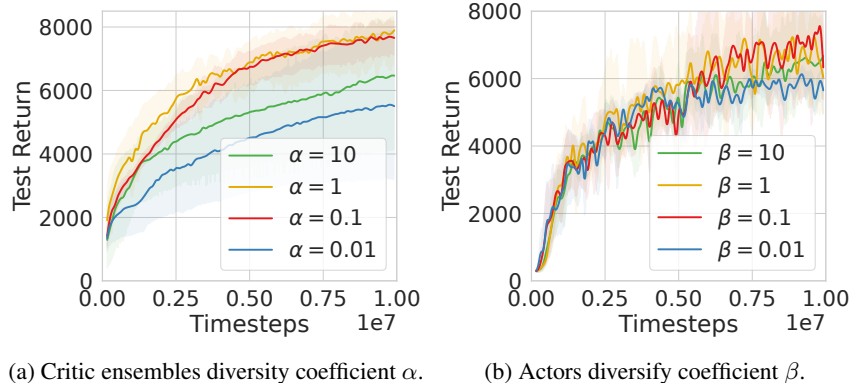 8000
6000
4000
2000
0
Test Return
α = 10
α = 1
α = 0.1
α = 0.01
0.00 0.25 0.50 0.75 1.00
Timesteps 1e7
(a) Critic ensembles diversity coefficient α.
8000
6000
4000
2000
0
Test Return
β = 10
β = 1
β = 0.1
β = 0.01
0.00 0.25 0.50 0.75 1.00
Timesteps 1e7
(b) Actors diversify coefficient β.